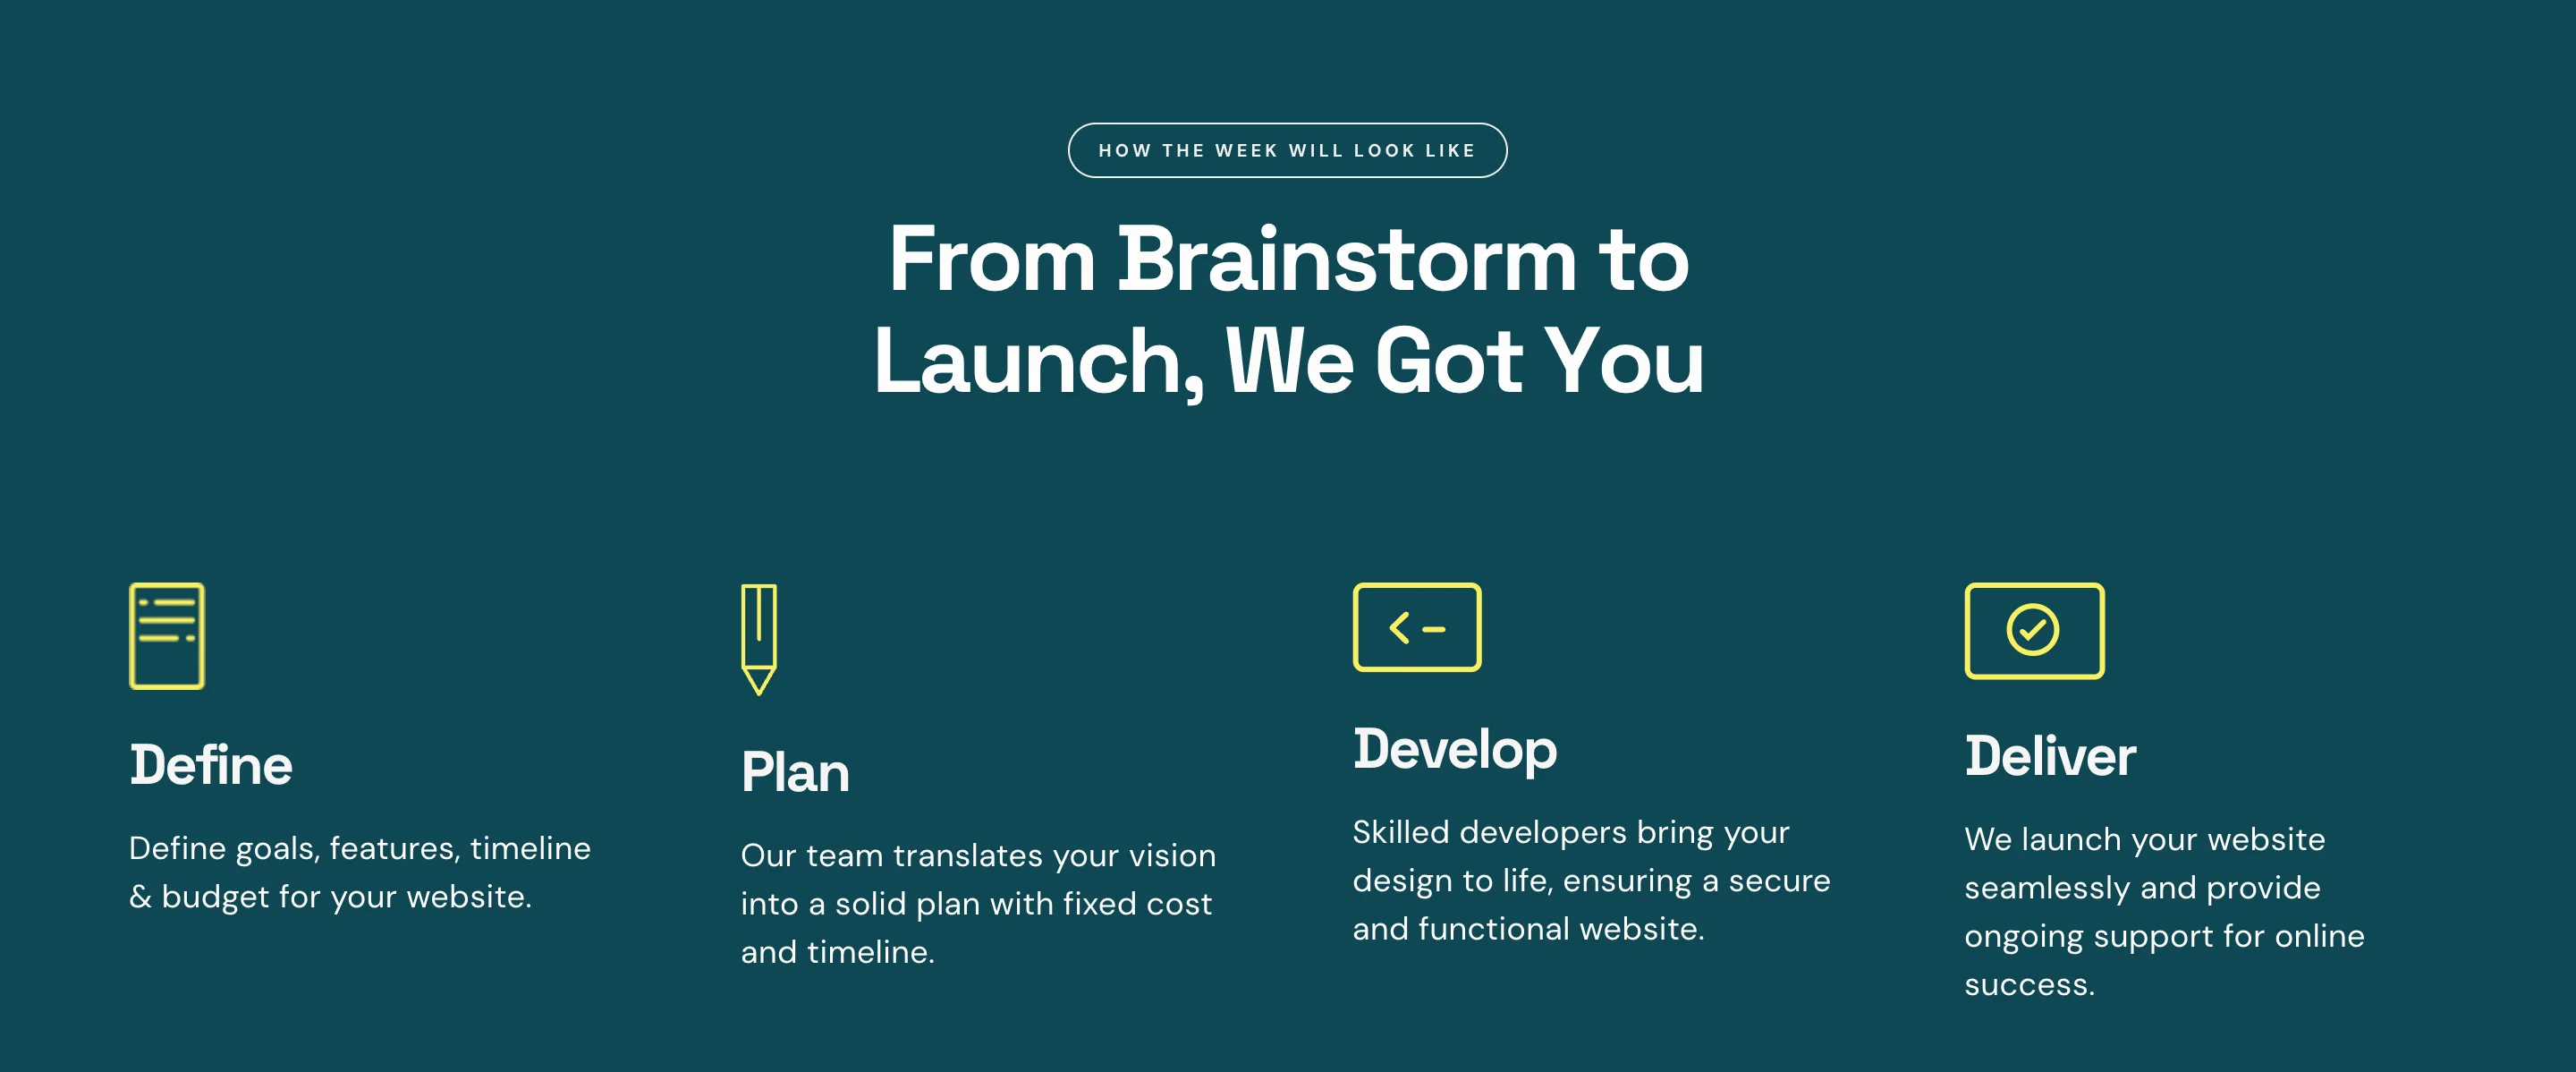 HOW THE WEEK WILL LOOK LIKE
From Brainstorm to
Launch, We Got You
Define
Define goals, features, timeline
& budget for your website.
Plan
Our team translates your vision
into a solid plan with fixed cost
and timeline.
Develop
Skilled developers bring your
design to life, ensuring a secure
and functional website.
Deliver
We launch your website
seamlessly and provide
ongoing support for online
success.